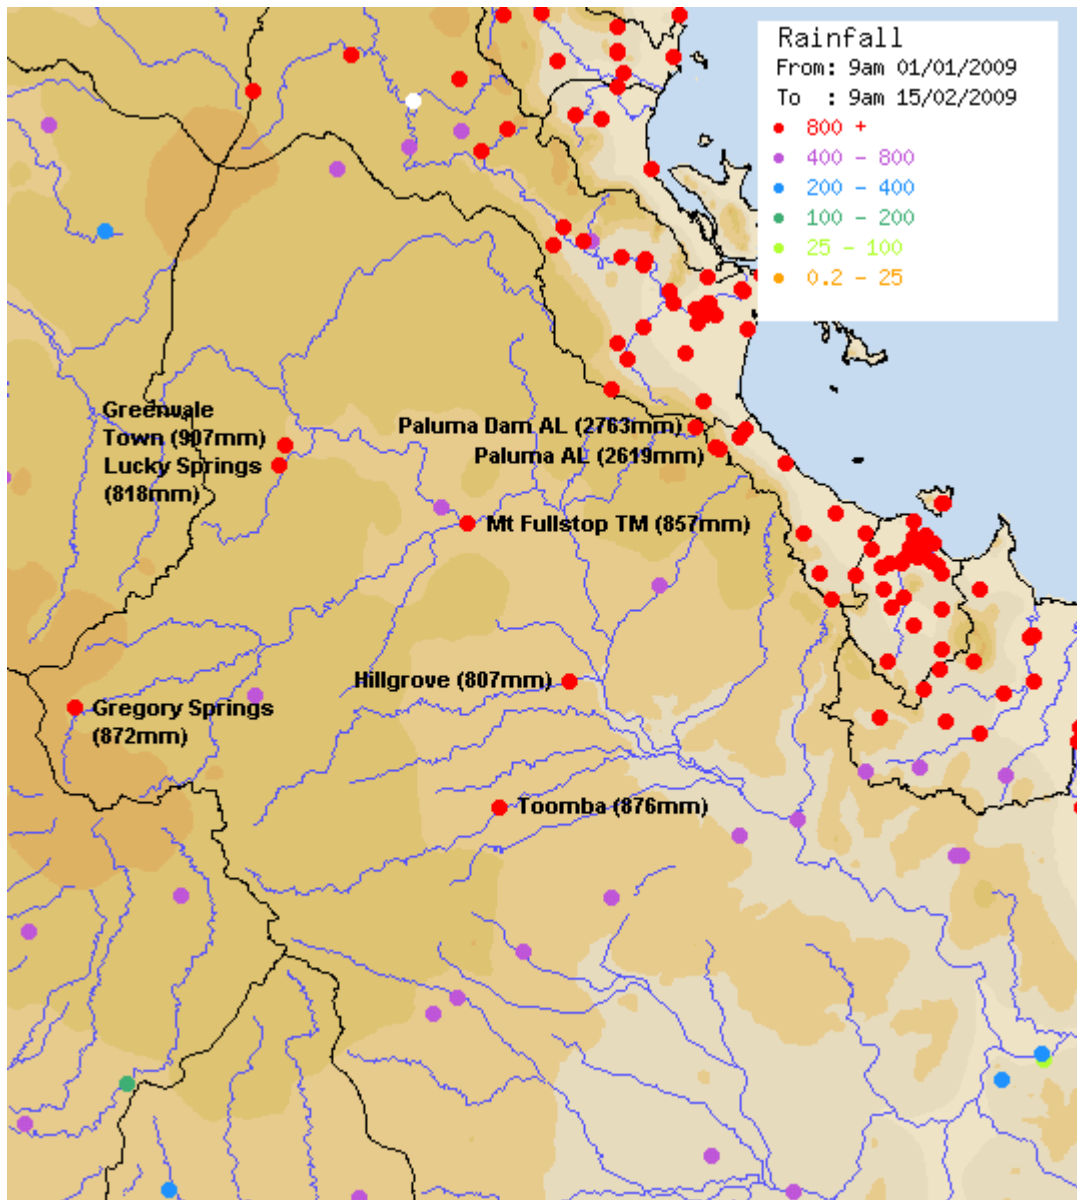 Rainfall
From: 9am 01/01/2009
To : 9am 15/02/2009
800 +
400 - 800
200 - 400
100 - 200
25 - 100
0.2 - 25
Greenvale
Town (907mm)
Lucky Springs
(818mm)
Paluma Dam AL (2763mm)
Paluma AL (2619mm)
Mt Fullstop TM (857mm)
Hillgrove (807mm)
Gregory Springs
(872mm)
Toomba (876mm)